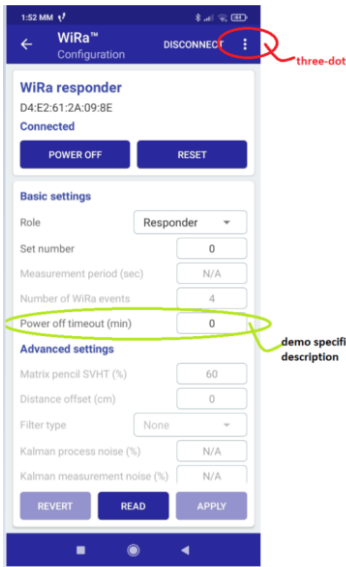 1:52 MM
WiRa™ DISCONNECT
Configuration
three-dot
WiRa responder
D4:E2:61:2A:09:8E
Connected
POWER OFF RESET
Basic settings
Role Responder
Set number 0
Measurement period (sec) N/A
Number of WiRa events 4
Power off timeout (min) 0
demo specifi
description
Advanced settings
Matrix pencil SVHT (%) 60
Distance offset (cm) 0
Filter type None
Kalman process noise (%) N/A
Kalman measurement noise (%) N/A
REVERT READ APPLY